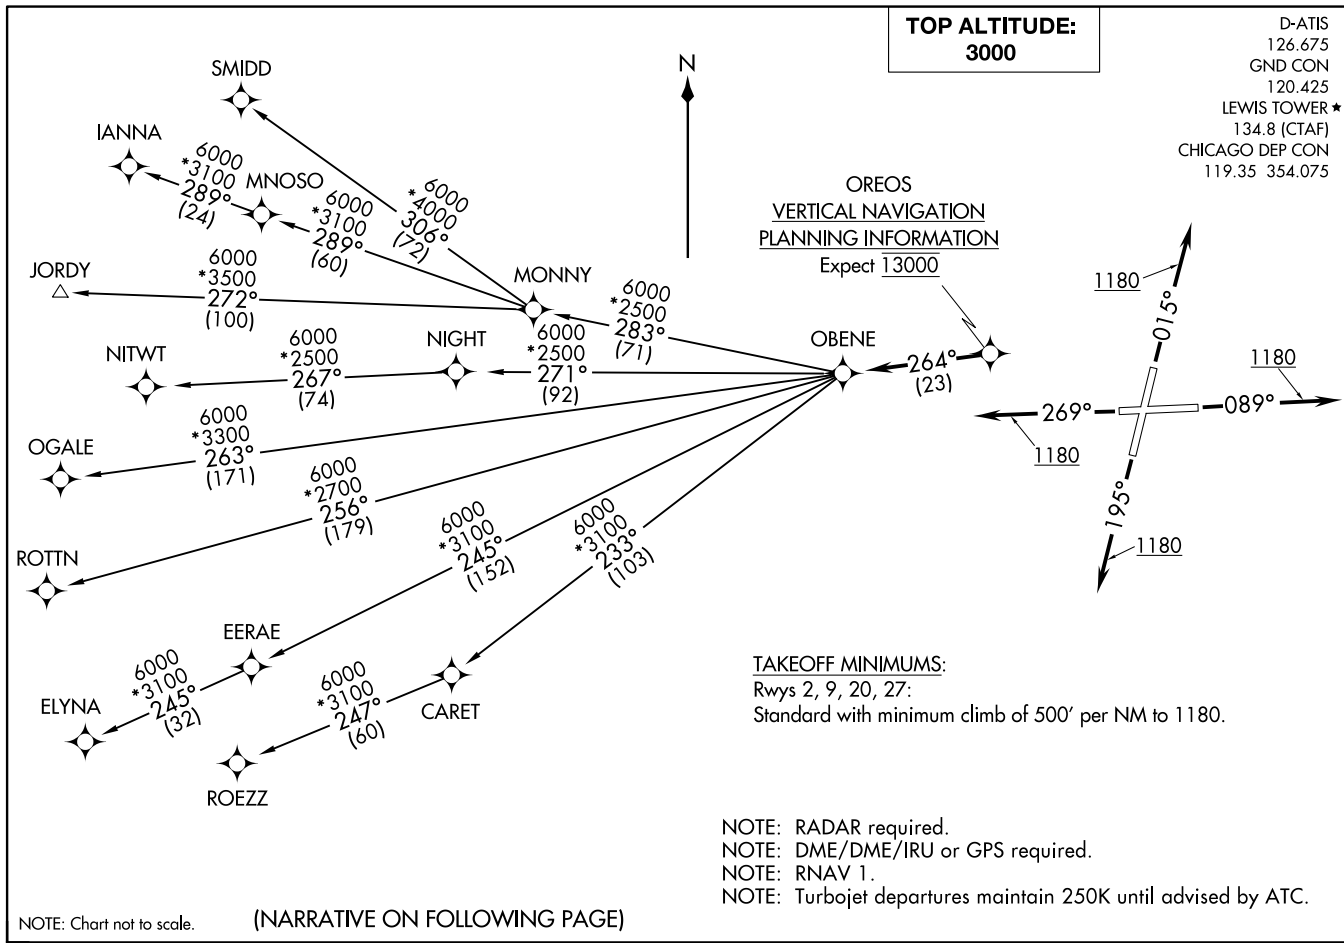 TOP ALTITUDE:
3000
D-ATIS
126.675
GND CON
120.425
LEWIS TOWER ★
134.8 (CTAF)
CHICAGO DEP CON
119.35 354.075
N
SMIDD
IANNA
6000
*3100
289°
(24)
MNOSO
6000
*3100
289°
(60)
6000
*4000
306°
(72)
OREOS
VERTICAL NAVIGATION
PLANNING INFORMATION
Expect 13000
JORDY
6000
*3500
272°
(100)
MONNY
6000
*2500
283°
(71)
OBENE
264°
(23)
NITWT
6000
*2500
267°
(74)
NIGHT
6000
*2500
271°
(92)
1180
015°
1180
089°
269°
1180
195°
1180
OGALE
6000
*3300
263°
(171)
ROTTN
6000
*2700
256°
(179)
6000
*3100
245°
(152)
6000
*3100
233°
(103)
EERAE
ELYNA
6000
*3100
245°
(32)
6000
*3100
247°
(60)
CARET
ROEZZ
TAKEOFF MINIMUMS:
Rwys 2, 9, 20, 27:
Standard with minimum climb of 500' per NM to 1180.
NOTE: RADAR required.
NOTE: DME/DME/IRU or GPS required.
NOTE: RNAV 1.
NOTE: Turbojet departures maintain 250K until advised by ATC.
NOTE: Chart not to scale.
(NARRATIVE ON FOLLOWING PAGE)